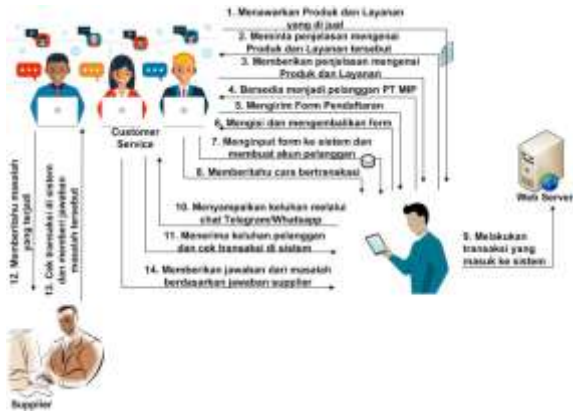 1. Menawarkan Produk dan Layanan
yang di jual
2. Meminta penjelasan mengenai
Produk dan Layanan tersebut
3. Memberikan penjelasan mengenai
Produk dan Layanan
4. Bersedia menjadi pelanggan PT MIP
5. Mengirim Form Pendaftaran
6. Mengisi dan mengembalikan form
7. Menginput form ke sistem dan
membuat akun pelanggan
8. Memberitahu cara bertransaksi
Customer
Service
Web Server
9. Melakukan
transaksi yang
masuk ke sistem
10. Menyampaikan keluhan melalui
chat Telegram/Whatsapp
11. Menerima keluhan pelanggan
dan cek transaksi di sistem
12. Memberitahu masalah
yang terjadi
13. Cek transaksi di sistem
dan memberi jawaban
masalah tersebut
14. Memberikan jawaban dari masalah
berdasarkan jawaban supplier
Supplier